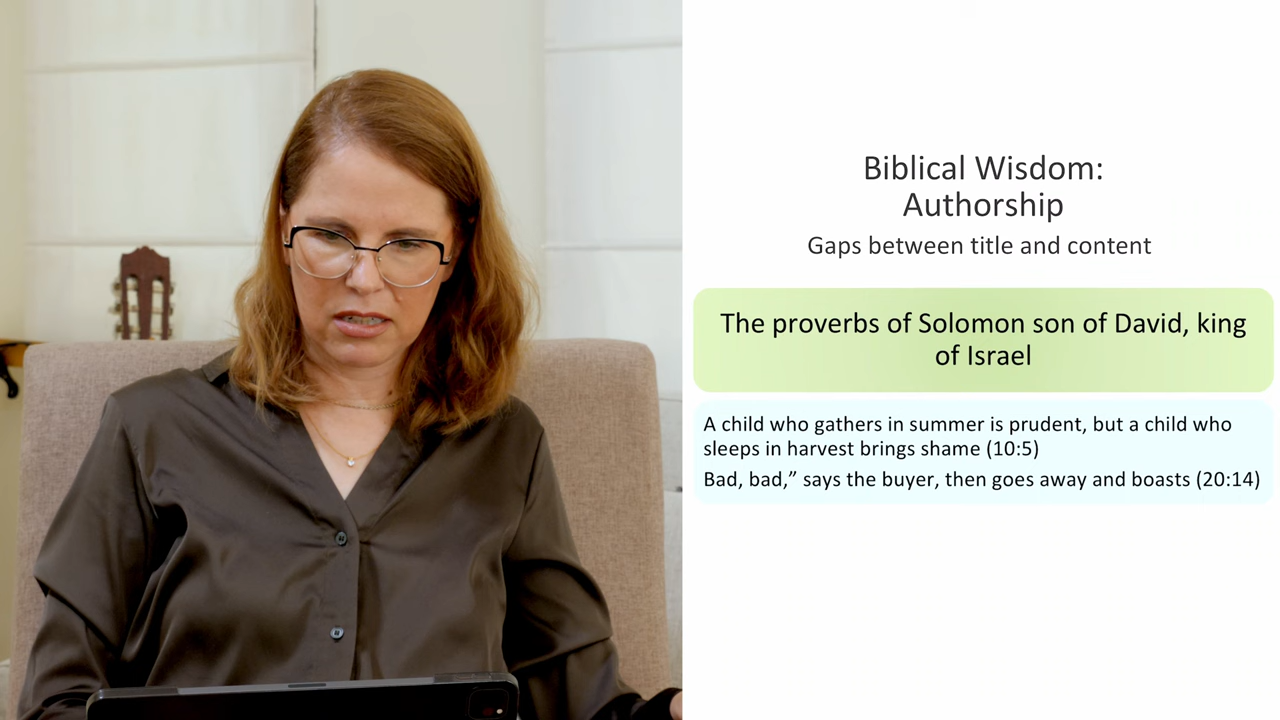 Biblical Wisdom:
Authorship
Gaps between title and content
The proverbs of Solomon son of David, king
of Israel
A child who gathers in summer is prudent, but a child who
sleeps in harvest brings shame (10:5)
Bad, bad,” says the buyer, then goes away and boasts (20:14)